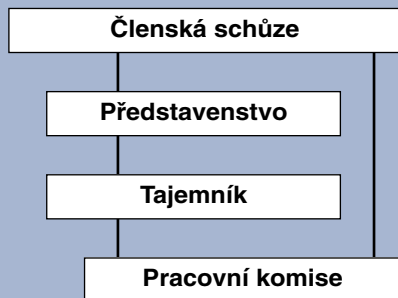 Členská schůze
Představenstvo
Tajemník
Pracovní komise